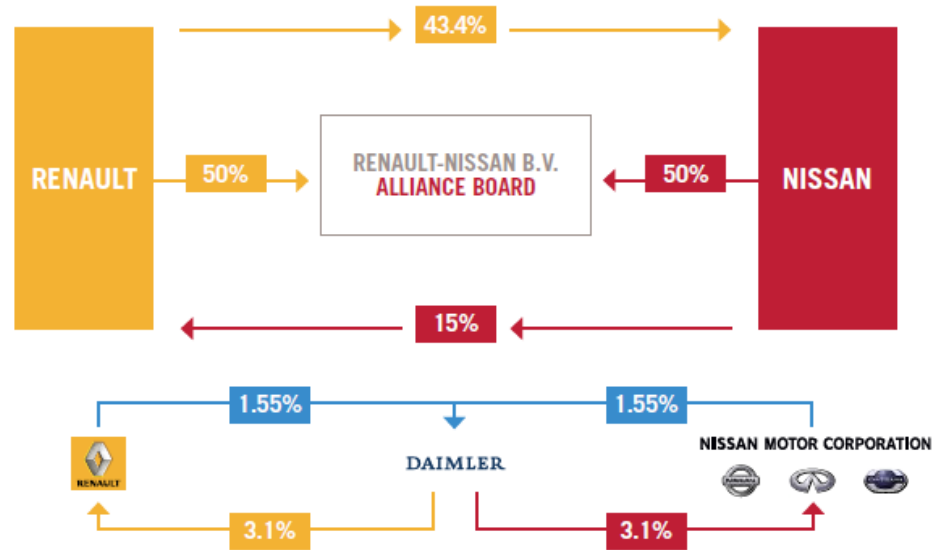 43.4%
RENAULT
50%
RENAULT-NISSAN B.V.
ALLIANCE BOARD
50%
NISSAN
15%
1.55%
1.55%
RENAULT
DAIMLER
NISSAN MOTOR CORPORATION
3.1%
3.1%